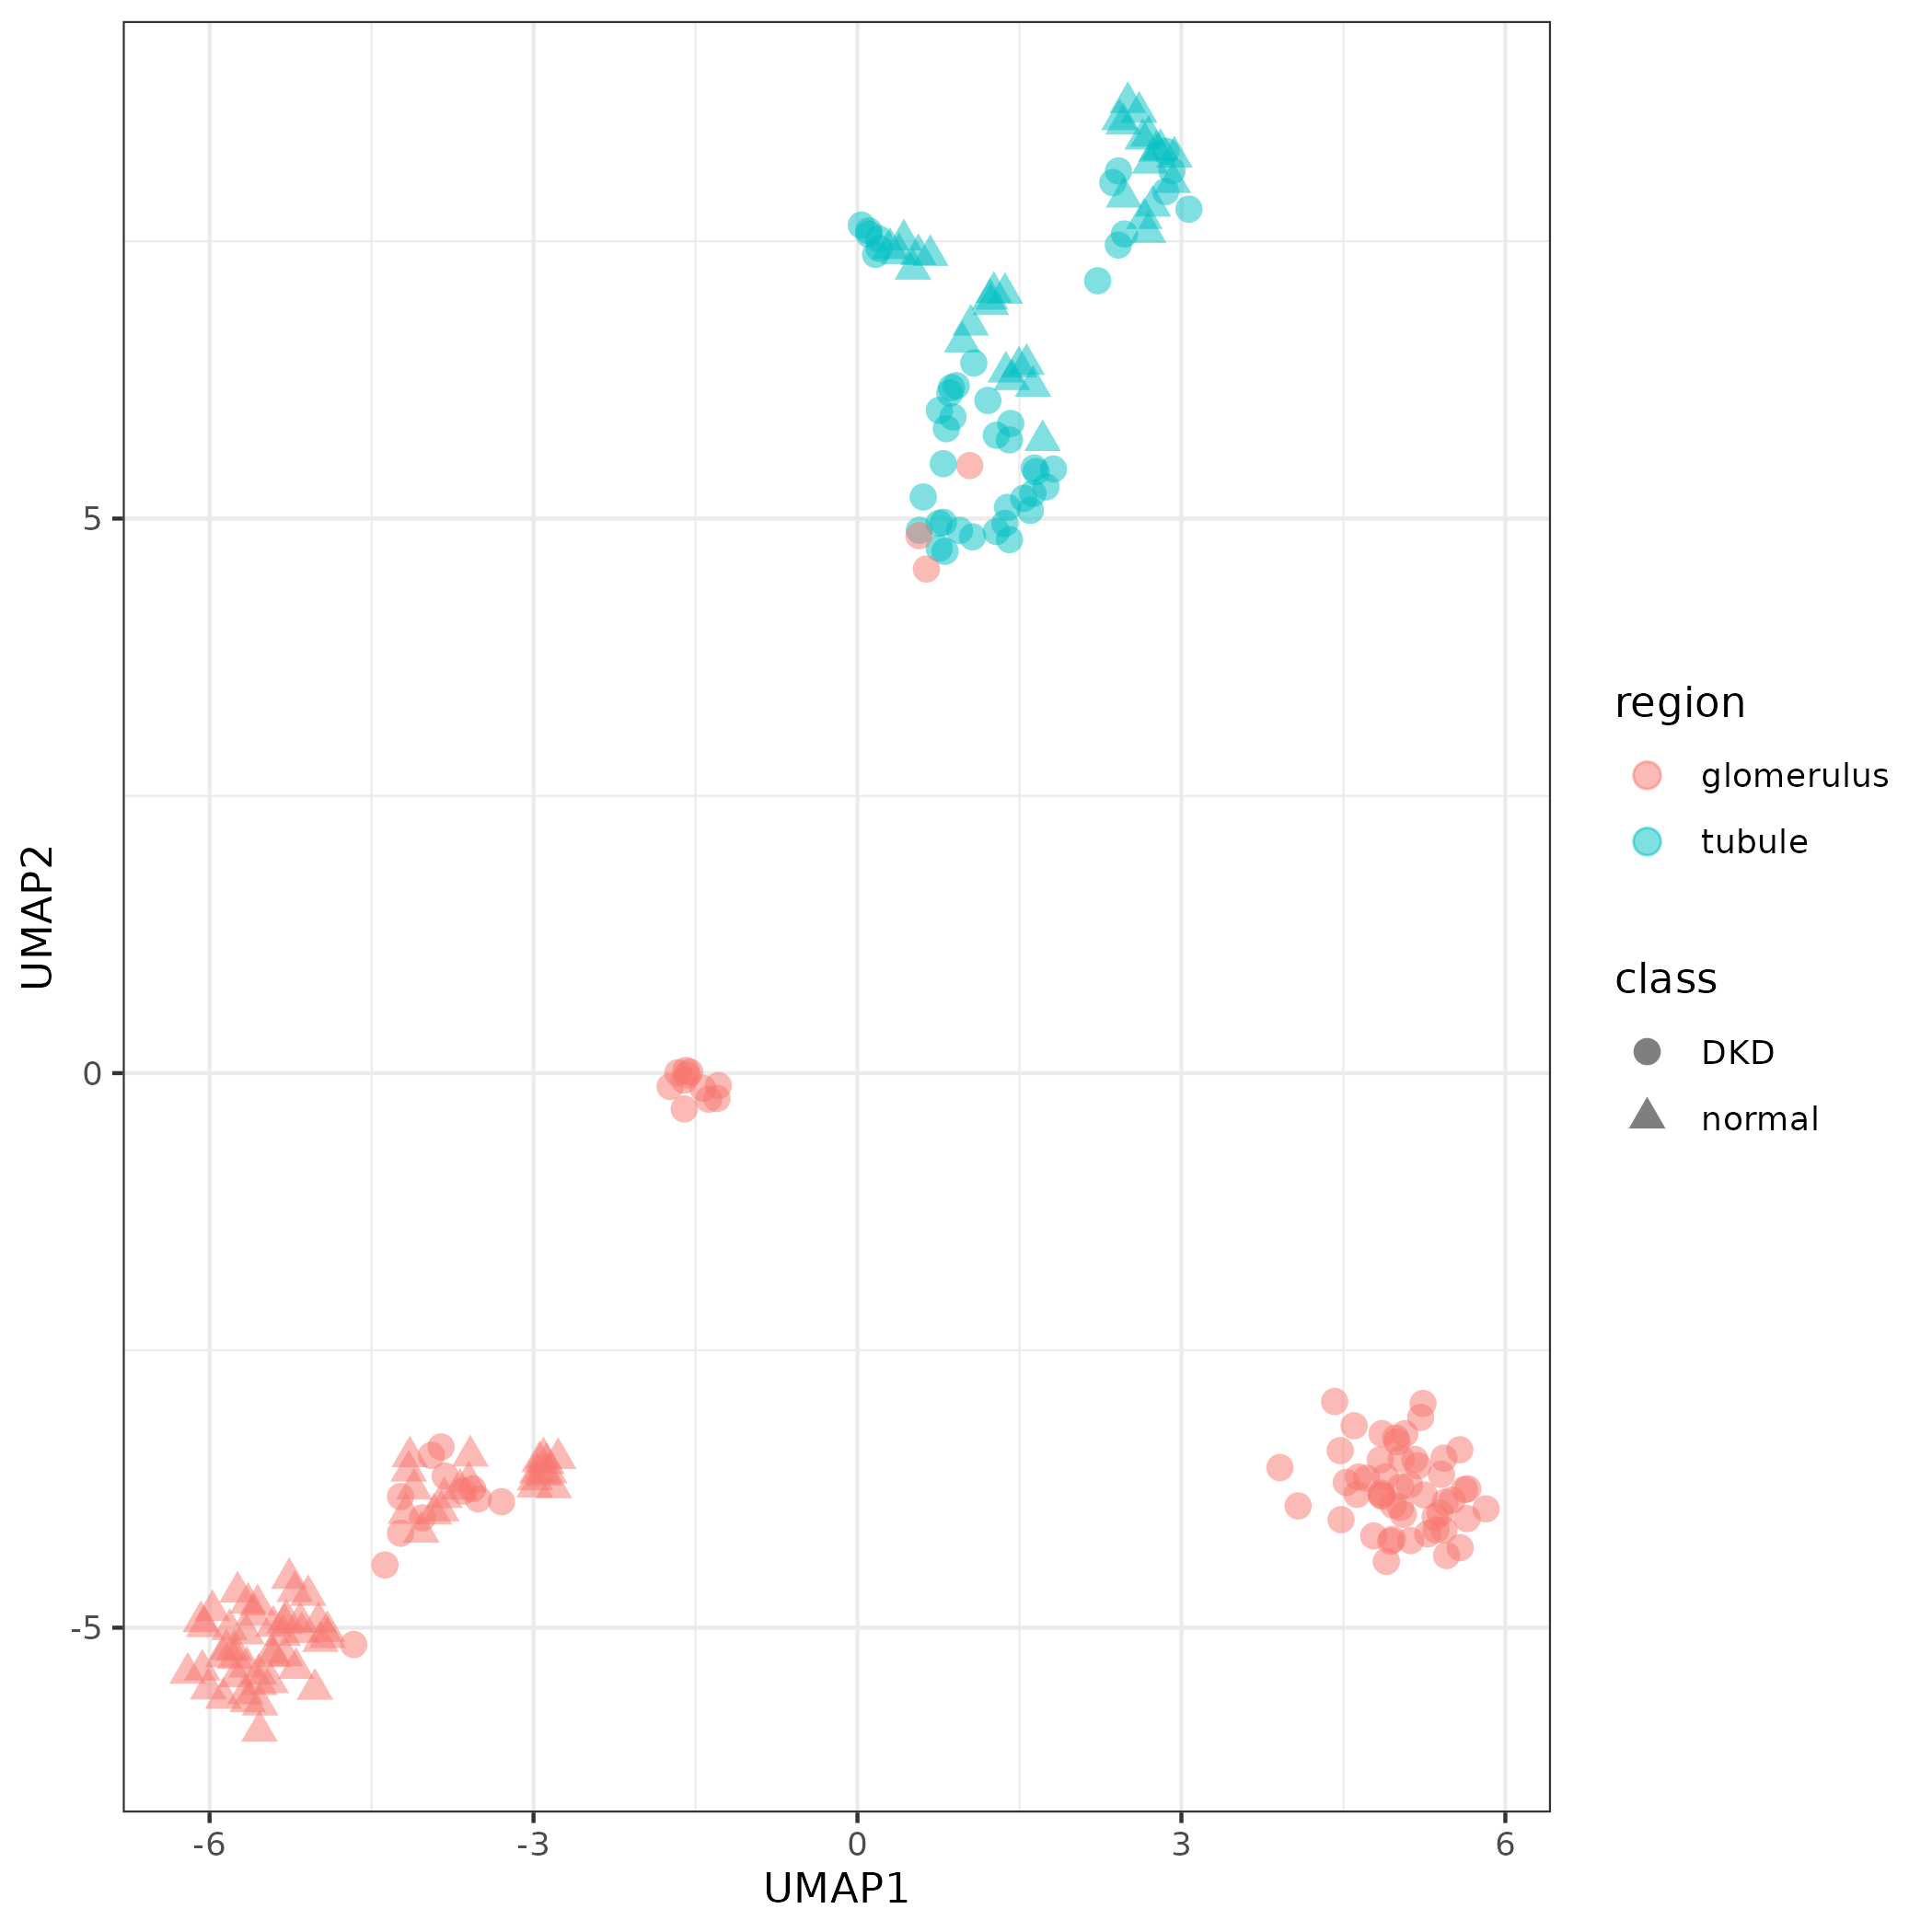 UMAP2
5
0
-5
-6
-3
0
3
6
UMAP1
region
glomerulus
tubule
class
DKD
normal